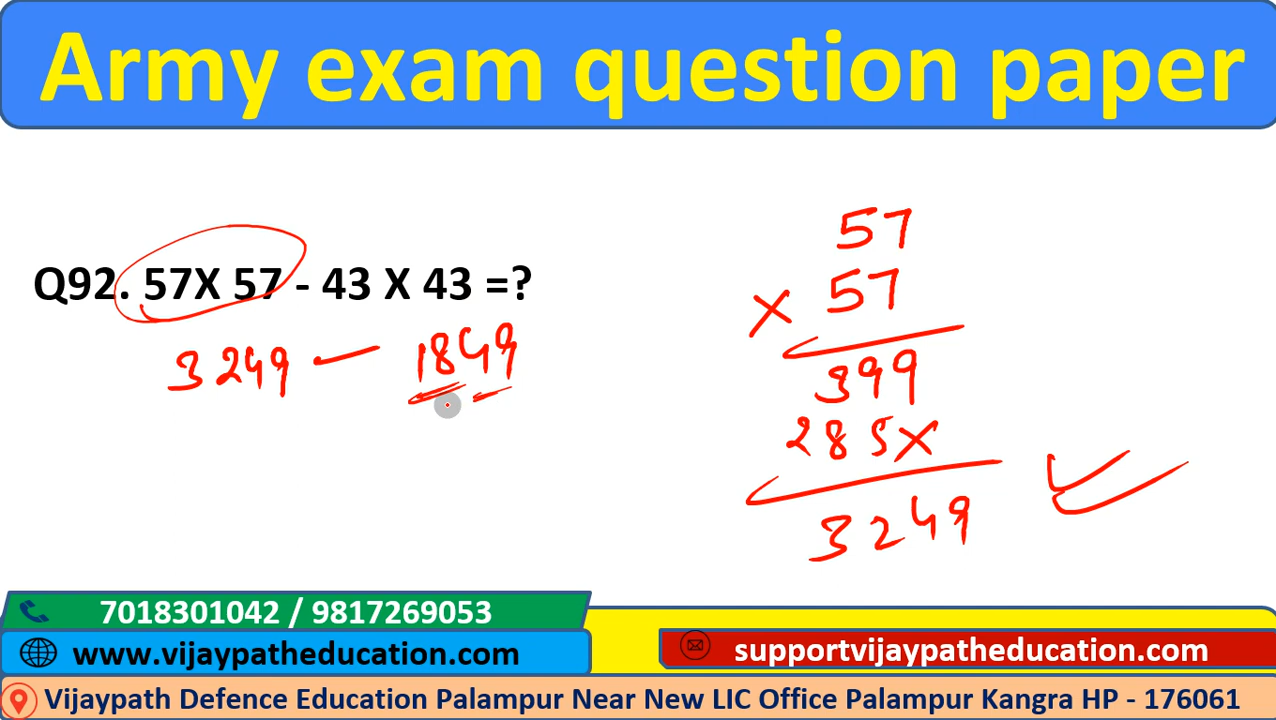 Army exam question paper
Q92. 57X 57 - 43 X 43 =?
3249 — 1849
57
× 57
399
285×
3249
7018301042 / 9817269053
www.vijaypatheducation.com
supportvijaypatheducation.com
Vijaypath Defence Education Palampur Near New LIC Office Palampur Kangra HP - 176061